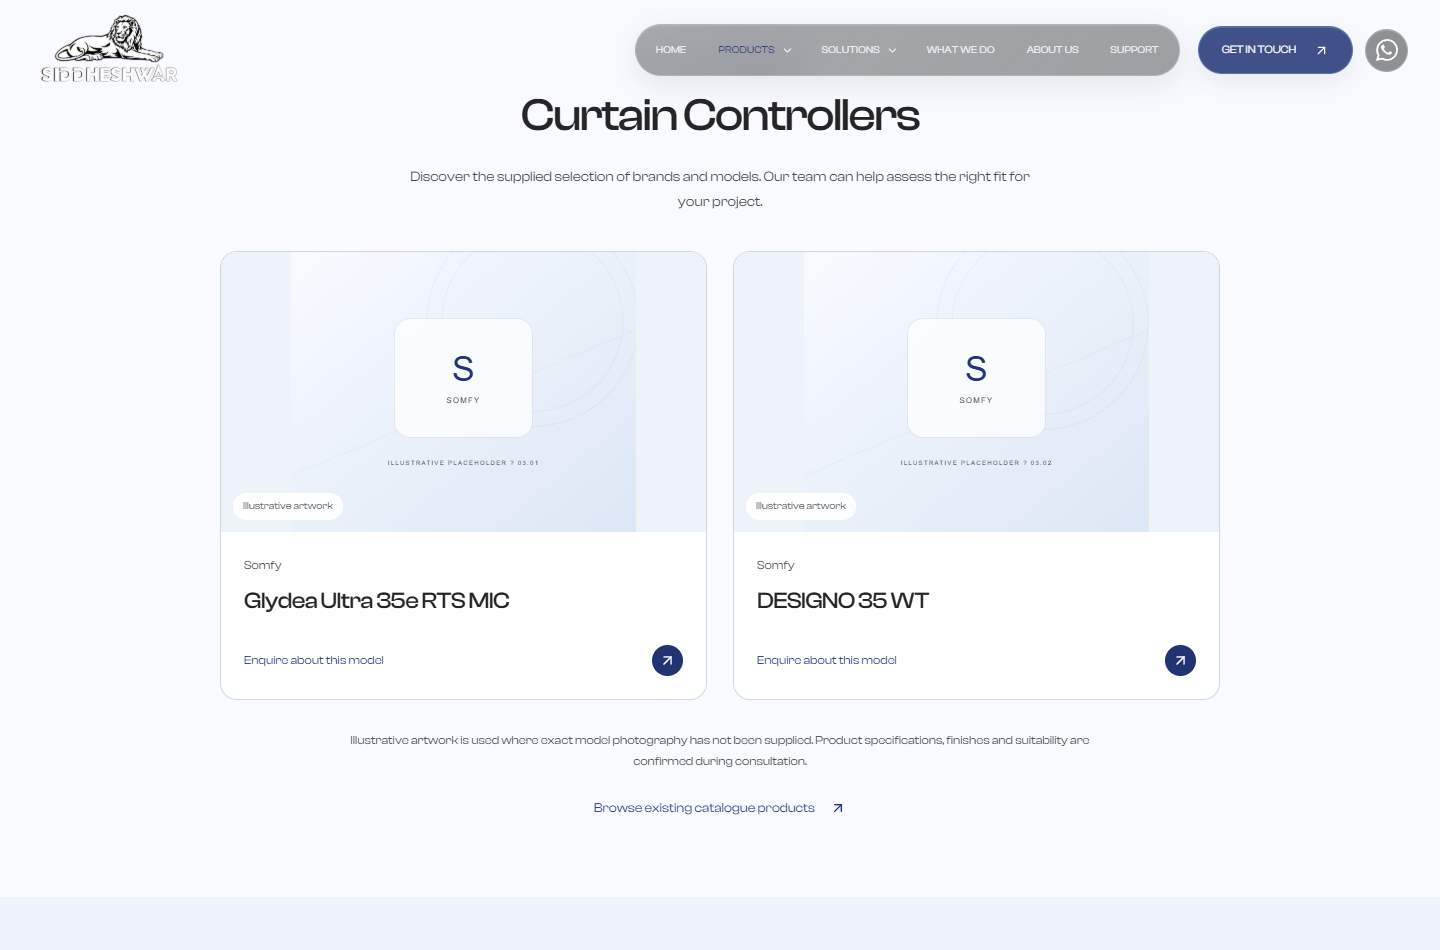 SIDDHESHWAR
HOME
PRODUCTS
SOLUTIONS
WHAT WE DO
ABOUT US
SUPPORT
GET IN TOUCH
Curtain Controllers
Discover the supplied selection of brands and models. Our team can help assess the right fit for
your project.
S
SOMFY
ILLUSTRATIVE PLACEHOLDER ? 03.01
Illustrative artwork
Somfy
Glydea Ultra 35e RTS MIC
Enquire about this model
S
SOMFY
ILLUSTRATIVE PLACEHOLDER ? 03.02
Illustrative artwork
Somfy
DESIGNO 35 WT
Enquire about this model
Illustrative artwork is used where exact model photography has not been supplied. Product specifications, finishes and suitability are
confirmed during consultation.
Browse existing catalogue products